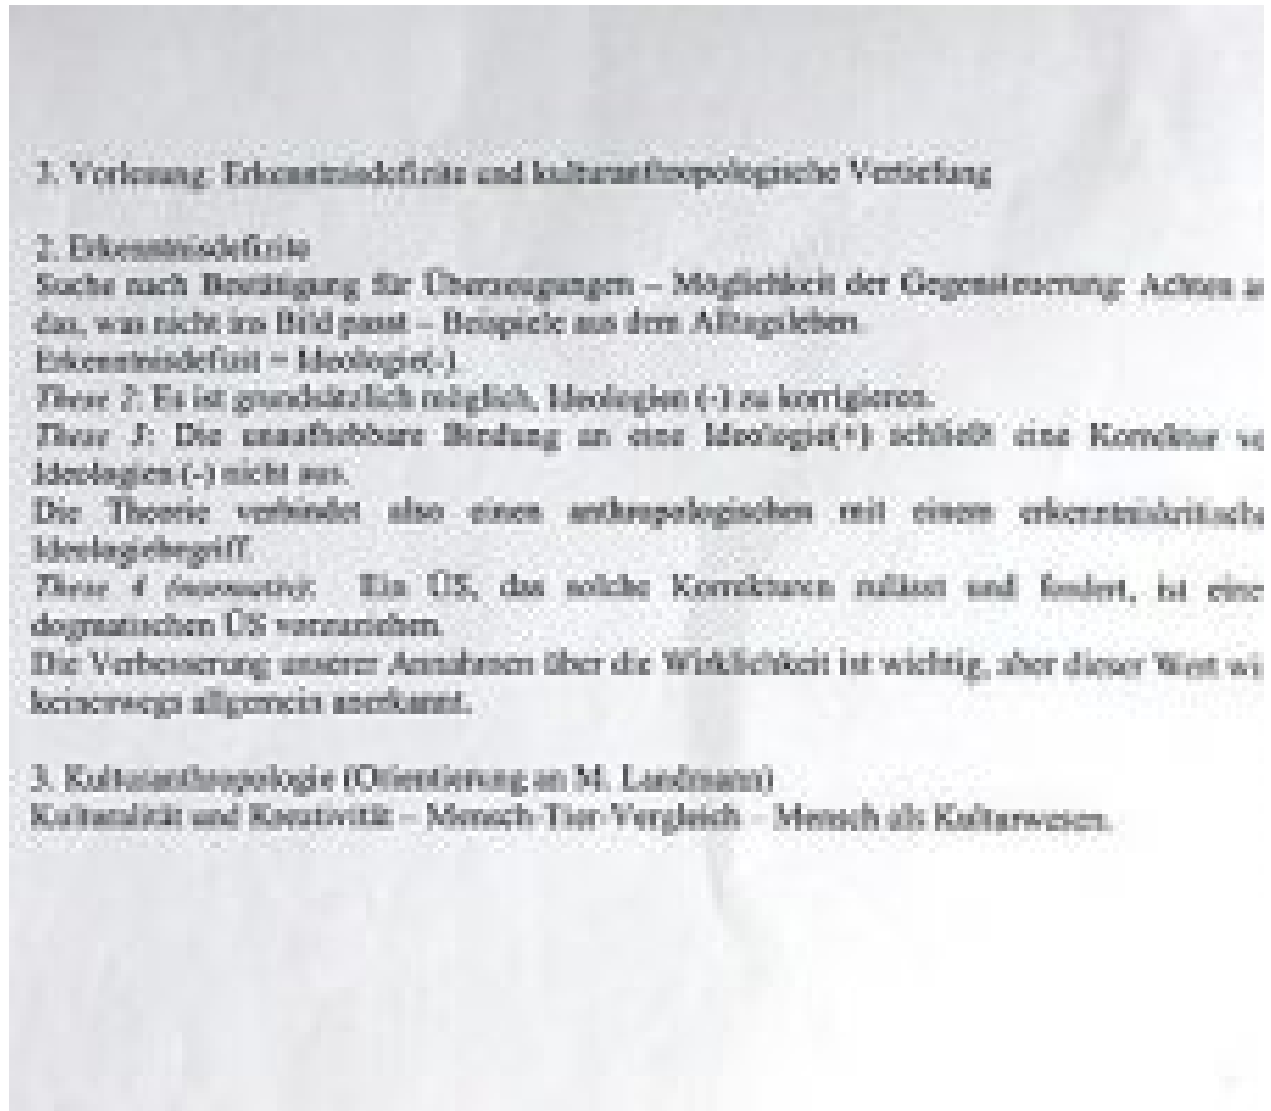 3. Vorlesung: Erkenntnisdefizite und kulturanthropologische Vertiefung
2. Erkenntnisdefizite
Suche nach Bestätigung für Überzeugungen – Möglichkeit der Gegensteuerung: Achten
das, was nicht ins Bild passt – Beispiele aus dem Alltagsleben.
Erkenntnisdefizit = Ideologie(-).
These 2: Es ist grundsätzlich möglich, Ideologien (-) zu korrigieren.
These 3: Die unaufhebbare Bindung an eine Ideologie(+) schließt eine Korrektur
Ideologien (-) nicht aus.
Die Theorie verbindet also einen anthropologischen mit einem
Ideologiebegriff.
These 4 (normativ): Ein ÜS, das solche Korrekturen zulässt und fördert, ist
dogmatischen ÜS vorzuziehen.
Die Verbesserung unserer Annahmen über die Wirklichkeit ist wichtig, aber dieser Wert
keineswegs allgemein anerkannt.
3. Kulturanthropologie (Orientierung an M. Landmann)
Kulturalität und Kreativität – Mensch-Tier-Vergleich – Mensch als Kulturwesen.